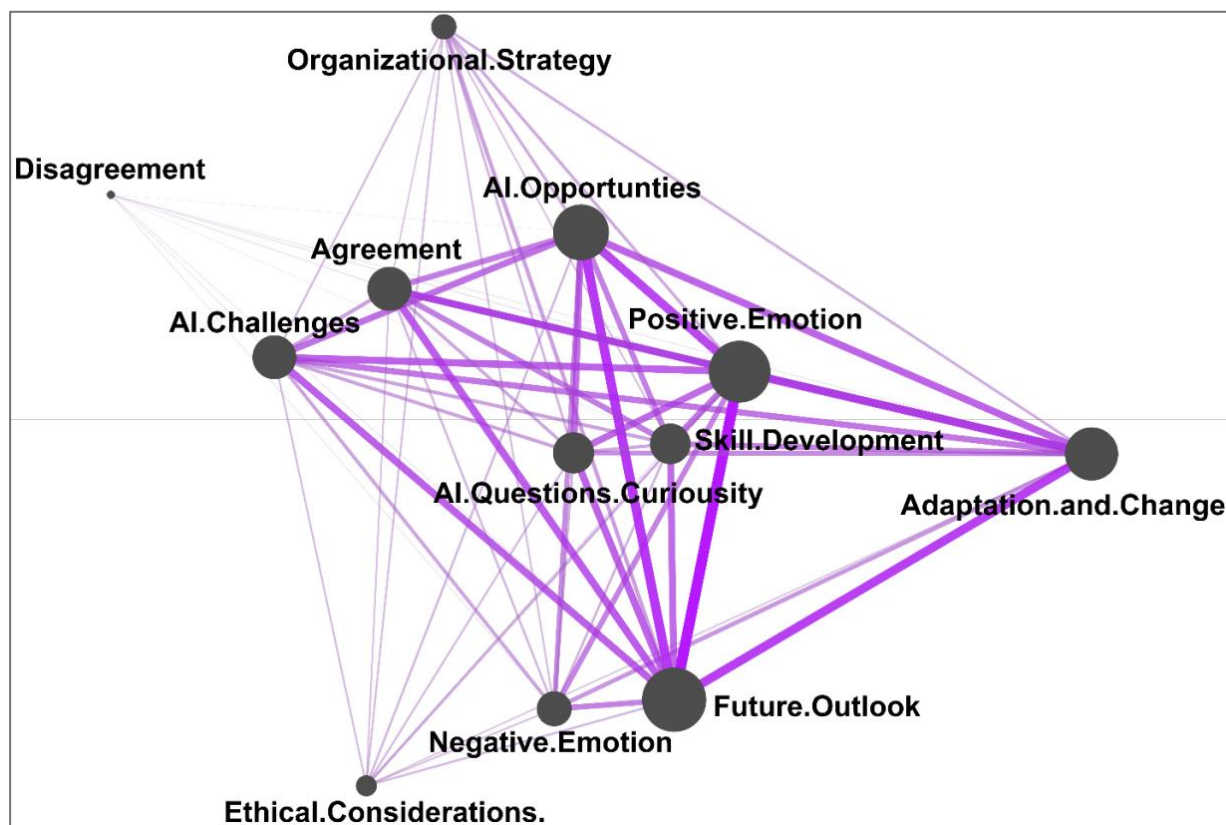 Organizational.Strategy
Disagreement
AI.Opportunties
Agreement
AI.Challenges
Positive.Emotion
Skill.Development
AI.Questions.Curiousity
Adaptation.and.Change
Future.Outlook
Negative.Emotion
Ethical.Considerations.